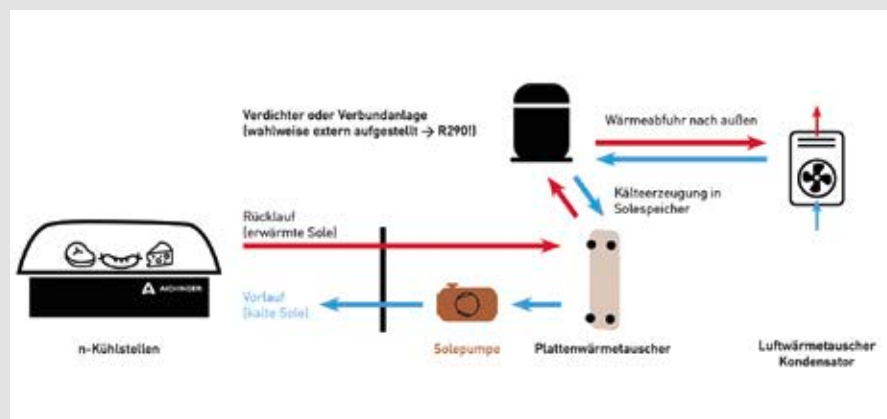 Verdichter oder Verbundanlage
(wahlweise extern aufgestellt → R290!)
Wärmeabfuhr nach außen
Kälteerzeugung in
Solespeicher
Rücklauf
(erwärmte Sole)
AICHINGER
Vorlauf
(kalte Sole)
n-Kühlstellen
Solepumpe
Plattenwärmetauscher
Luftwärmetauscher
Kondensator